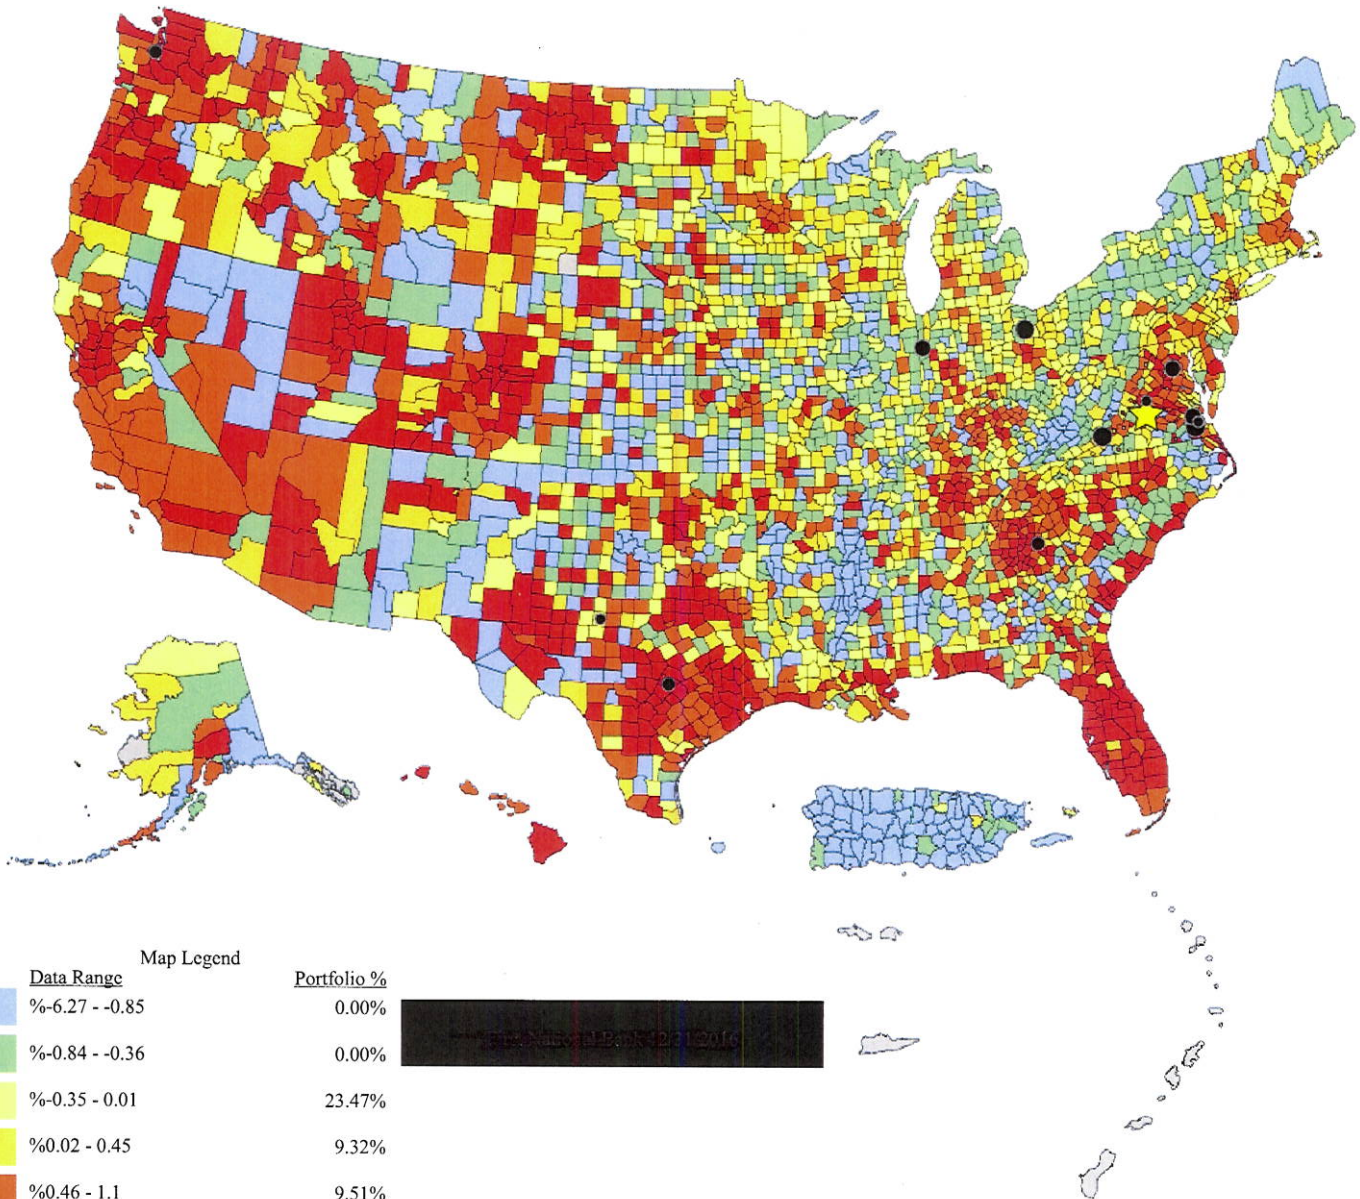 Map Legend
Data Range Portfolio %
%-6.27 - -0.85 0.00%
%-0.84 - -0.36 0.00%
%-0.35 - 0.01 23.47%
%0.02 - 0.45 9.32%
%0.46 - 1.1 9.51%